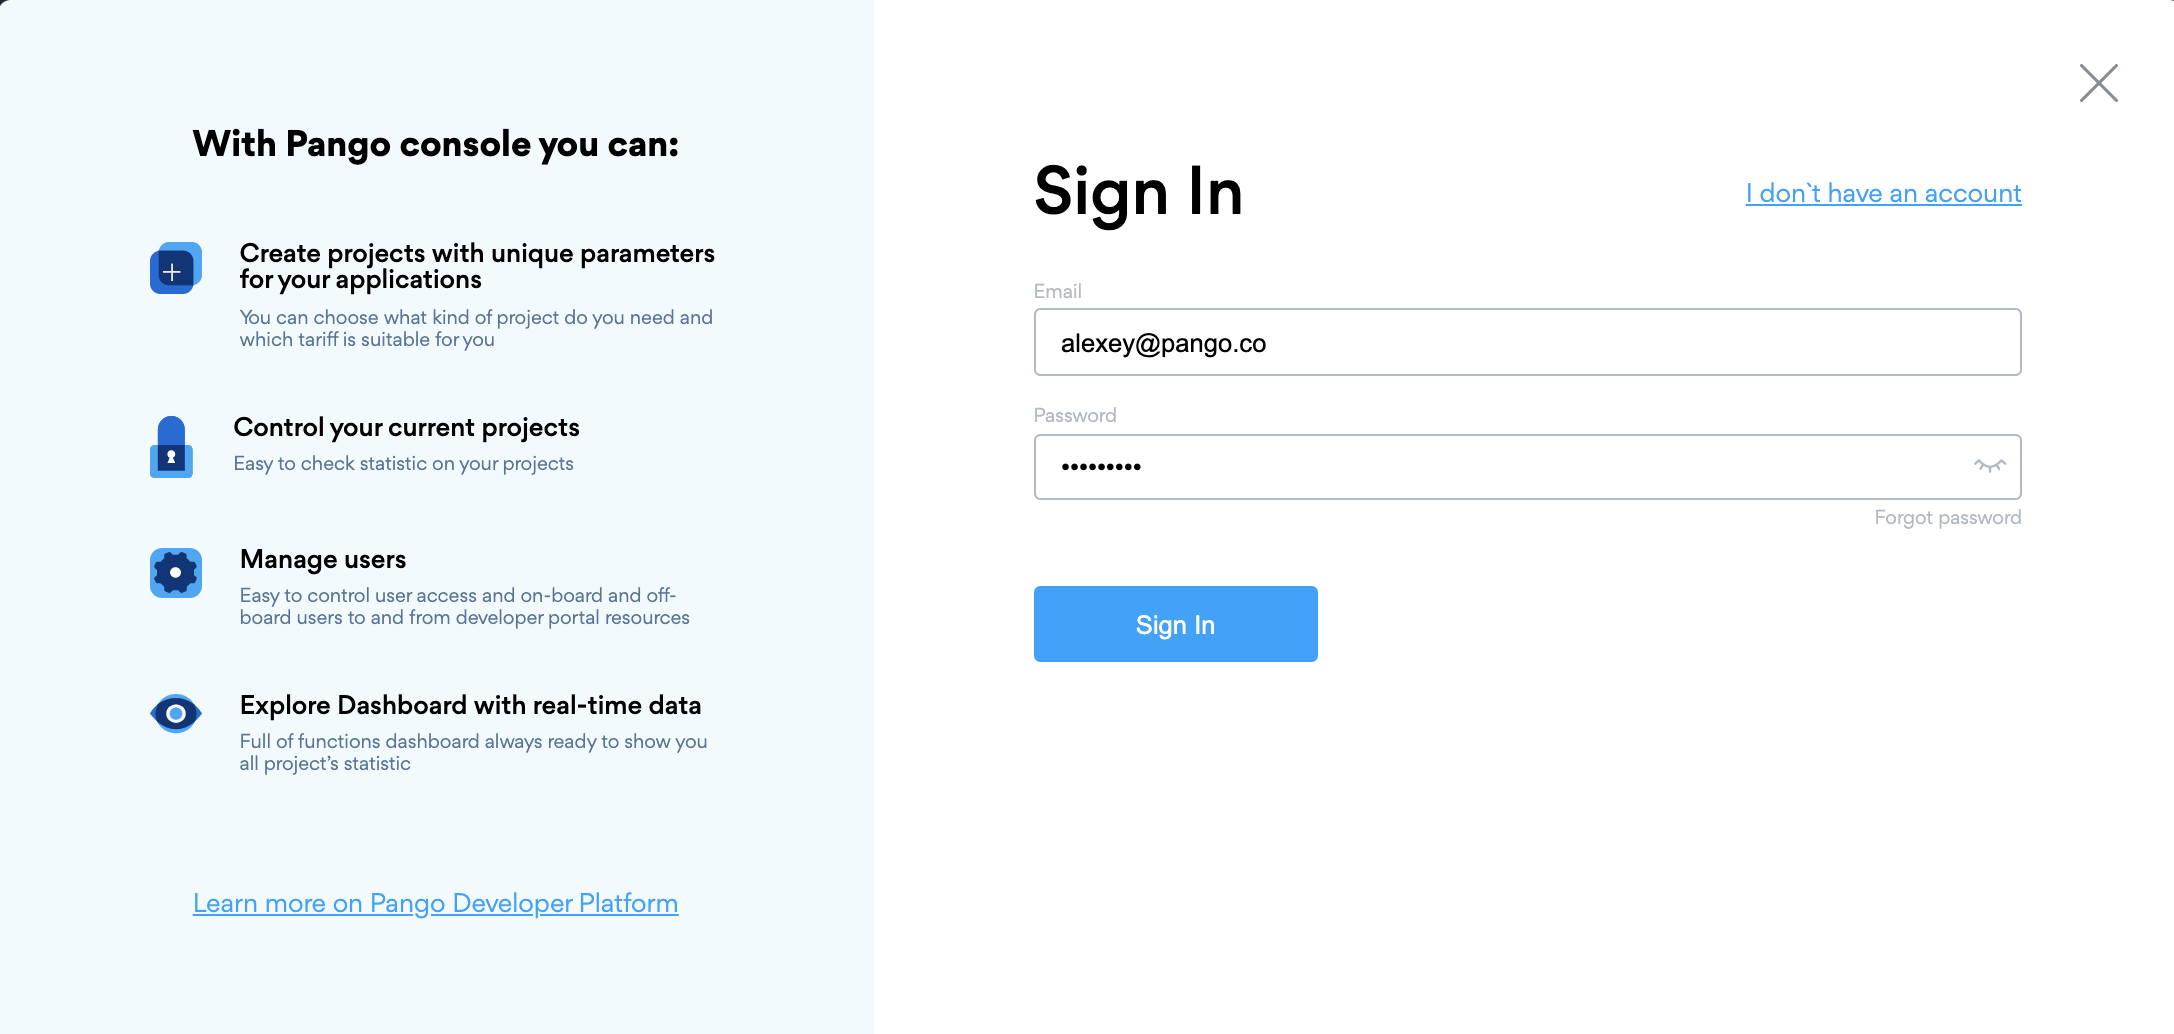 With Pango console you can:
Create projects with unique parameters
for your applications
You can choose what kind of project do you need and
which tariff is suitable for you
Control your current projects
Easy to check statistic on your projects
Manage users
Easy to control user access and on-board and off-
board users to and from developer portal resources
Explore Dashboard with real-time data
Full of functions dashboard always ready to show you
all project’s statistic
Learn more on Pango Developer Platform
Sign In
I don`t have an account
Email
alexey@pango.co
Password
•••••••••
Forgot password
Sign In